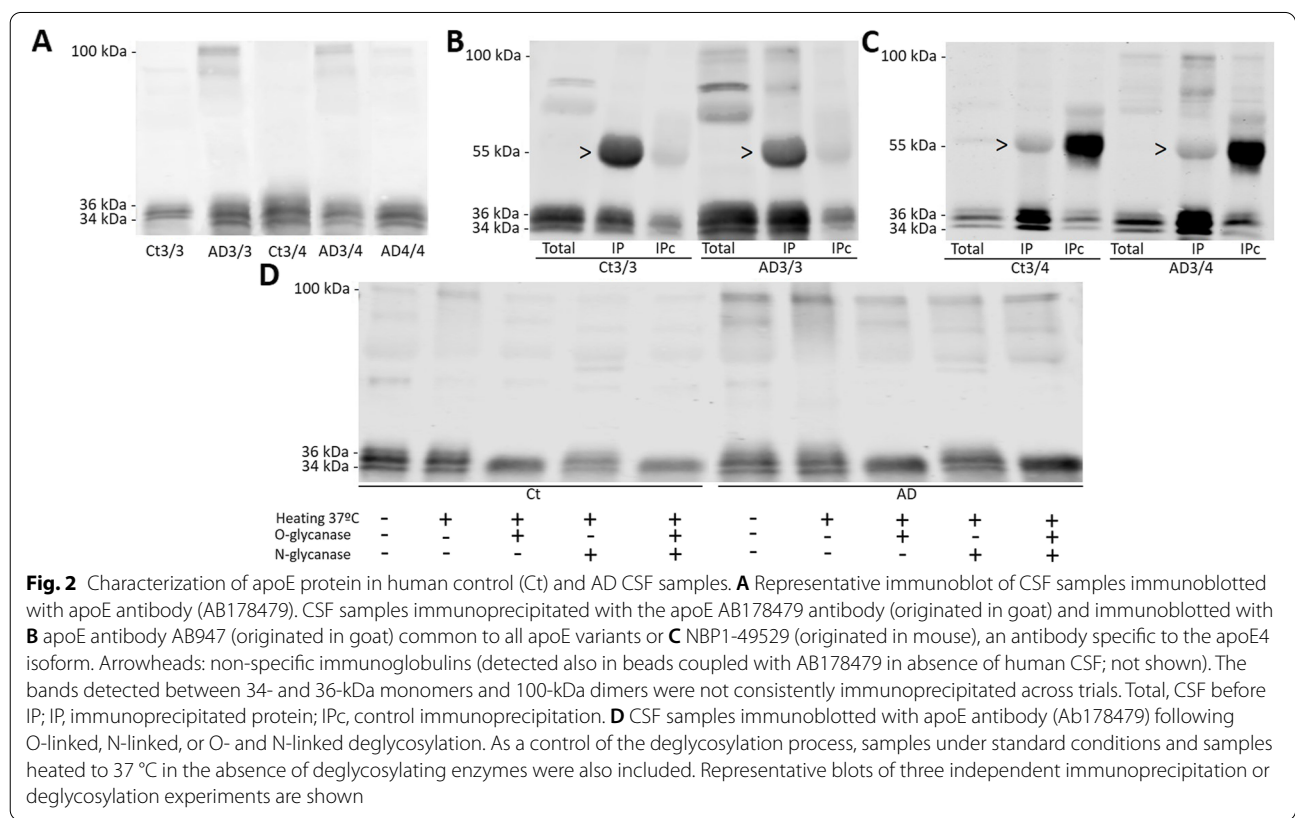 A
100 kDa -
36 kDa -
34 kDa -
Ct3/3 AD3/3 Ct3/4 AD3/4 AD4/4
B
100 kDa -
55 kDa - > >
36 kDa -
34 kDa -
Total IP IPc Total IP IPc
Ct3/3 AD3/3
C
100 kDa -
55 kDa - > >
36 kDa -
34 kDa -
Total IP IPc Total IP IPc
Ct3/4 AD3/4
D
100 kDa -
36 kDa -
34 kDa -
Ct AD
Heating 37ºC - + + + + - + + + +
O-glycanase - - + - + - - + - +
N-glycanase - - - + + - - - + +
Fig. 2 Characterization of apoE protein in human control (Ct) and AD CSF samples. A Representative immunoblot of CSF samples immunoblotted
with apoE antibody (AB178479). CSF samples immunoprecipitated with the apoE AB178479 antibody (originated in goat) and immunoblotted with
B apoE antibody AB947 (originated in goat) common to all apoE variants or C NBP1-49529 (originated in mouse), an antibody specific to the apoE4
isoform. Arrowheads: non-specific immunoglobulins (detected also in beads coupled with AB178479 in absence of human CSF; not shown). The
bands detected between 34- and 36-kDa monomers and 100-kDa dimers were not consistently immunoprecipitated across trials. Total, CSF before
IP; IP, immunoprecipitated protein; IPc, control immunoprecipitation. D CSF samples immunoblotted with apoE antibody (Ab178479) following
O-linked, N-linked, or O- and N-linked deglycosylation. As a control of the deglycosylation process, samples under standard conditions and samples
heated to 37 °C in the absence of deglycosylating enzymes were also included. Representative blots of three independent immunoprecipitation or
deglycosylation experiments are shown